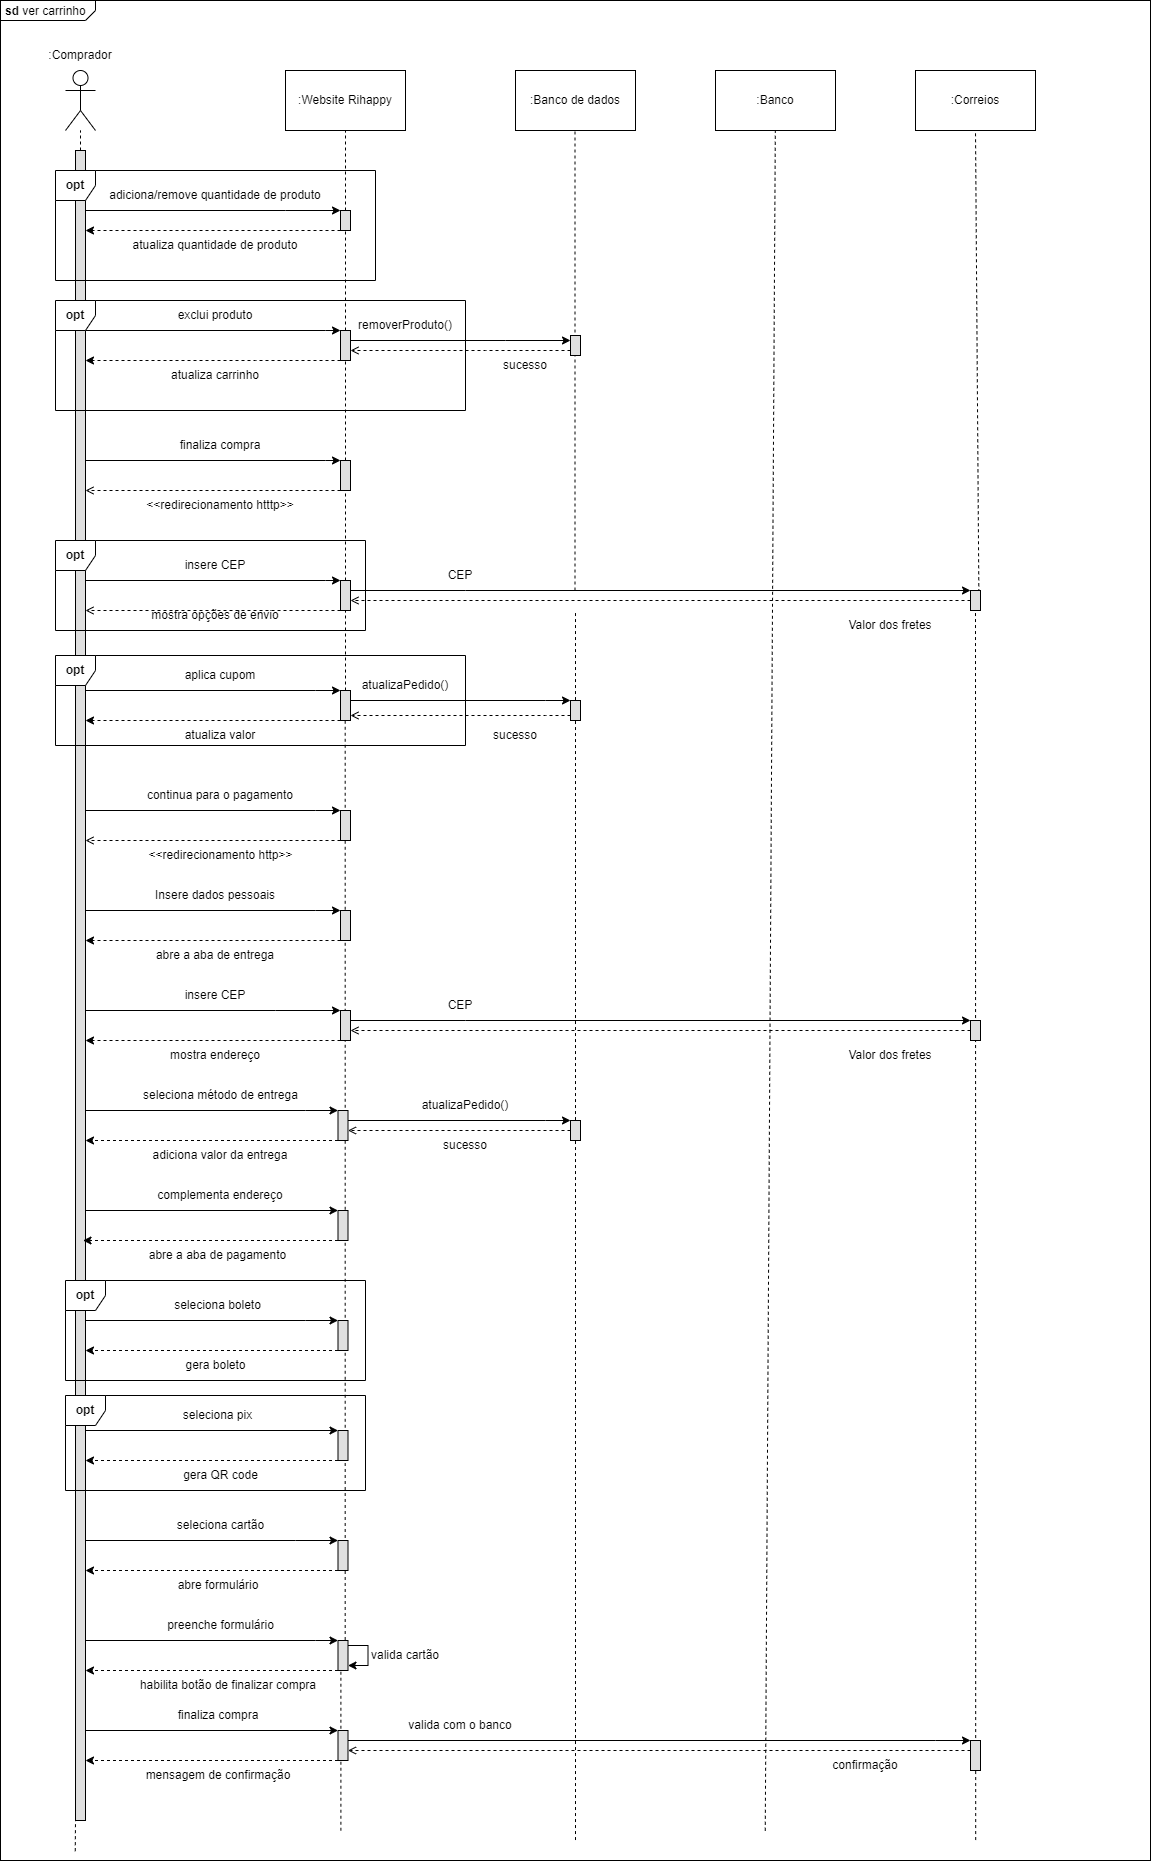 sd ver carrinho
:Comprador
:Website Rihappy
:Banco de dados
:Banco
:Correios
opt
adiciona/remove quantidade de produto
atualiza quantidade de produto
opt
exclui produto
removerProduto()
sucesso
atualiza carrinho
finaliza compra
<<redirecionamento htttp>>
opt
insere CEP
CEP
mostra opções de envio
Valor dos fretes
opt
aplica cupom
atualizaPedido()
atualiza valor
sucesso
continua para o pagamento
<<redirecionamento http>>
Insere dados pessoais
abre a aba de entrega
insere CEP
CEP
mostra endereço
Valor dos fretes
seleciona método de entrega
atualizaPedido()
sucesso
adiciona valor da entrega
complementa endereço
abre a aba de pagamento
opt
seleciona boleto
gera boleto
opt
seleciona pix
gera QR code
seleciona cartão
abre formulário
preenche formulário
valida cartão
habilita botão de finalizar compra
finaliza compra
valida com o banco
confirmação
mensagem de confirmação